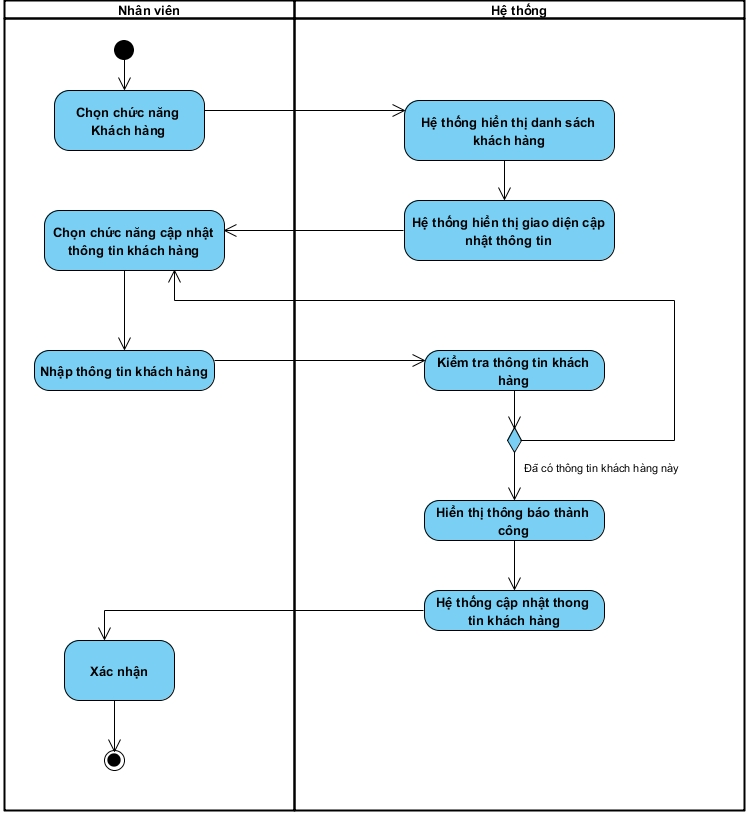 Nhân viên
Hệ thống
Chọn chức năng
Khách hàng
Hệ thống hiển thị danh sách
khách hàng
Chọn chức năng cập nhật
thông tin khách hàng
Hệ thống hiển thị giao diện cập
nhật thông tin
Nhập thông tin khách hàng
Kiểm tra thông tin khách
hàng
Đã có thông tin khách hàng này
Hiển thị thông báo thành
công
Hệ thống cập nhật thong
tin khách hàng
Xác nhận